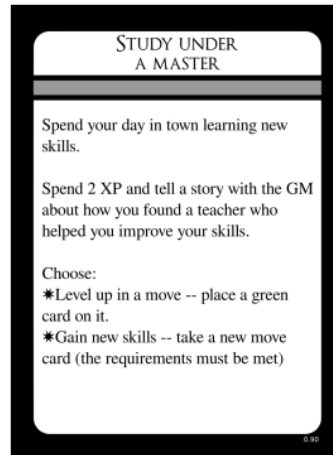 STUDY UNDER
A MASTER
Spend your day in town learning new
skills.
Spend 2 XP and tell a story with the GM
about how you found a teacher who
helped you improve your skills.
Choose:
✷Level up in a move -- place a green
card on it.
✷Gain new skills -- take a new move
card (the requirements must be met)
0.90